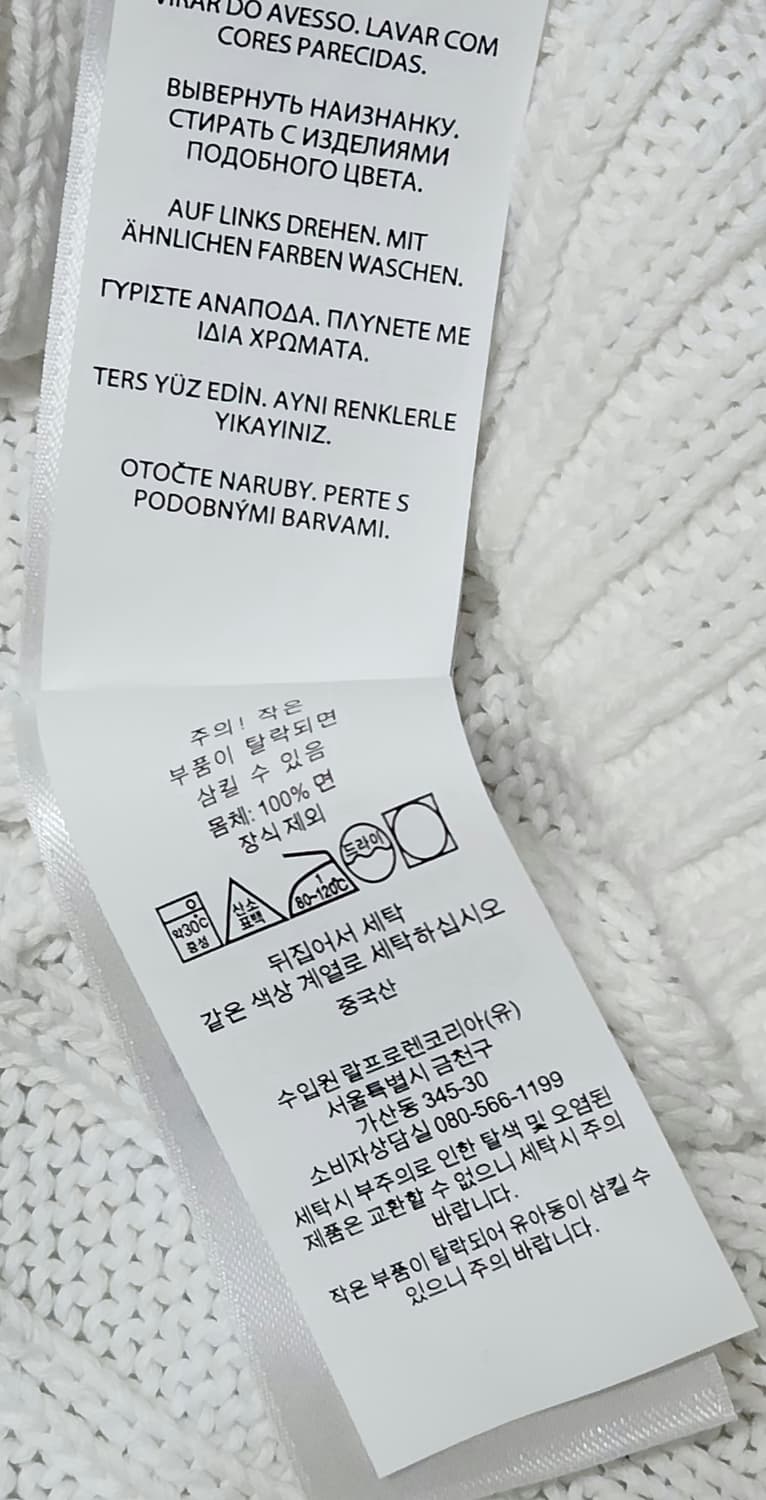 VIRAR DO AVESSO. LAVAR COM
CORES PARECIDAS.
ВЫВЕРНУТЬ НАИЗНАНКУ.
СТИРАТЬ С ИЗДЕЛИЯМИ
ПОДОБНОГО ЦВЕТА.
AUF LINKS DREHEN. MIT
ÄHNLICHEN FARBEN WASCHEN.
ΓΥΡΙΣΤΕ ΑΝΑΠΟΔΑ. ΠΛΥΝΕΤΕ ΜΕ
ΙΔΙΑ ΧΡΩΜΑΤΑ.
TERS YÜZ EDİN. AYNI RENKLERLE
YIKAYINIZ.
OTOČTE NARUBY. PERTE S
PODOBNÝMI BARVAMI.
주의! 작은
부품이 탈락되면
삼킬 수 있음
몸체: 100% 면
장식 제외
약30℃
중성
산소
표백
1
80~120℃
드라이
뒤집어서 세탁
같은 색상 계열로 세탁하십시오
중국산
수입원 랄프로렌코리아(유)
서울특별시 금천구
가산동 345-30
소비자상담실 080-566-1199
세탁시 부주의로 인한 탈색 및 오염된
제품은 교환할 수 없으니 세탁시 주의
바랍니다.
작은 부품이 탈락되어 유아동이 삼킬 수
있으니 주의 바랍니다.